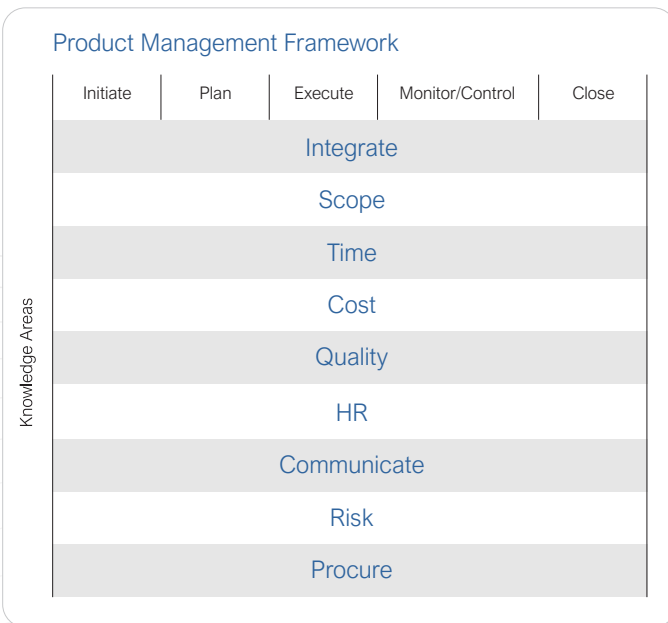 Product Management Framework
Initiate Plan Execute Monitor/Control Close
Integrate
Scope
Time
Cost
Quality
HR
Communicate
Risk
Procure
Knowledge Areas